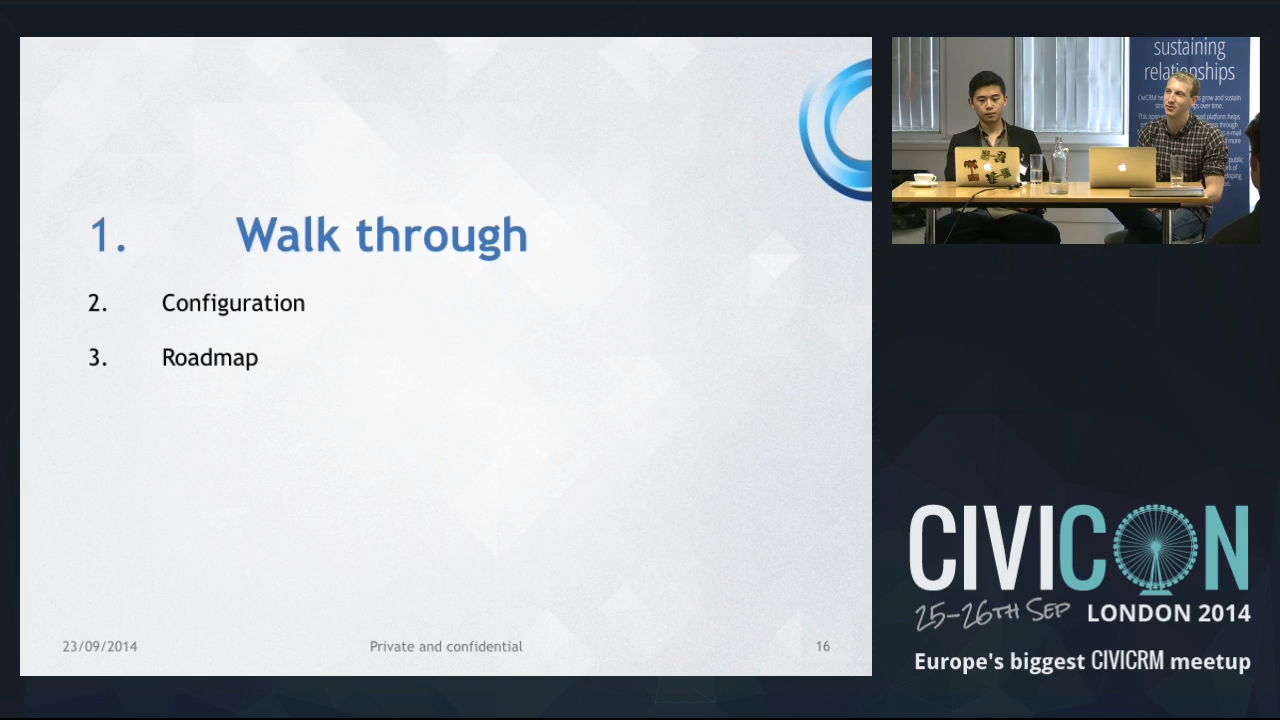 1. Walk through
2. Configuration
3. Roadmap
23/09/2014 Private and confidential 16
sustaining
relationships
CIVICON
25-26TH SEP LONDON 2014
Europe's biggest CIVICRM meetup